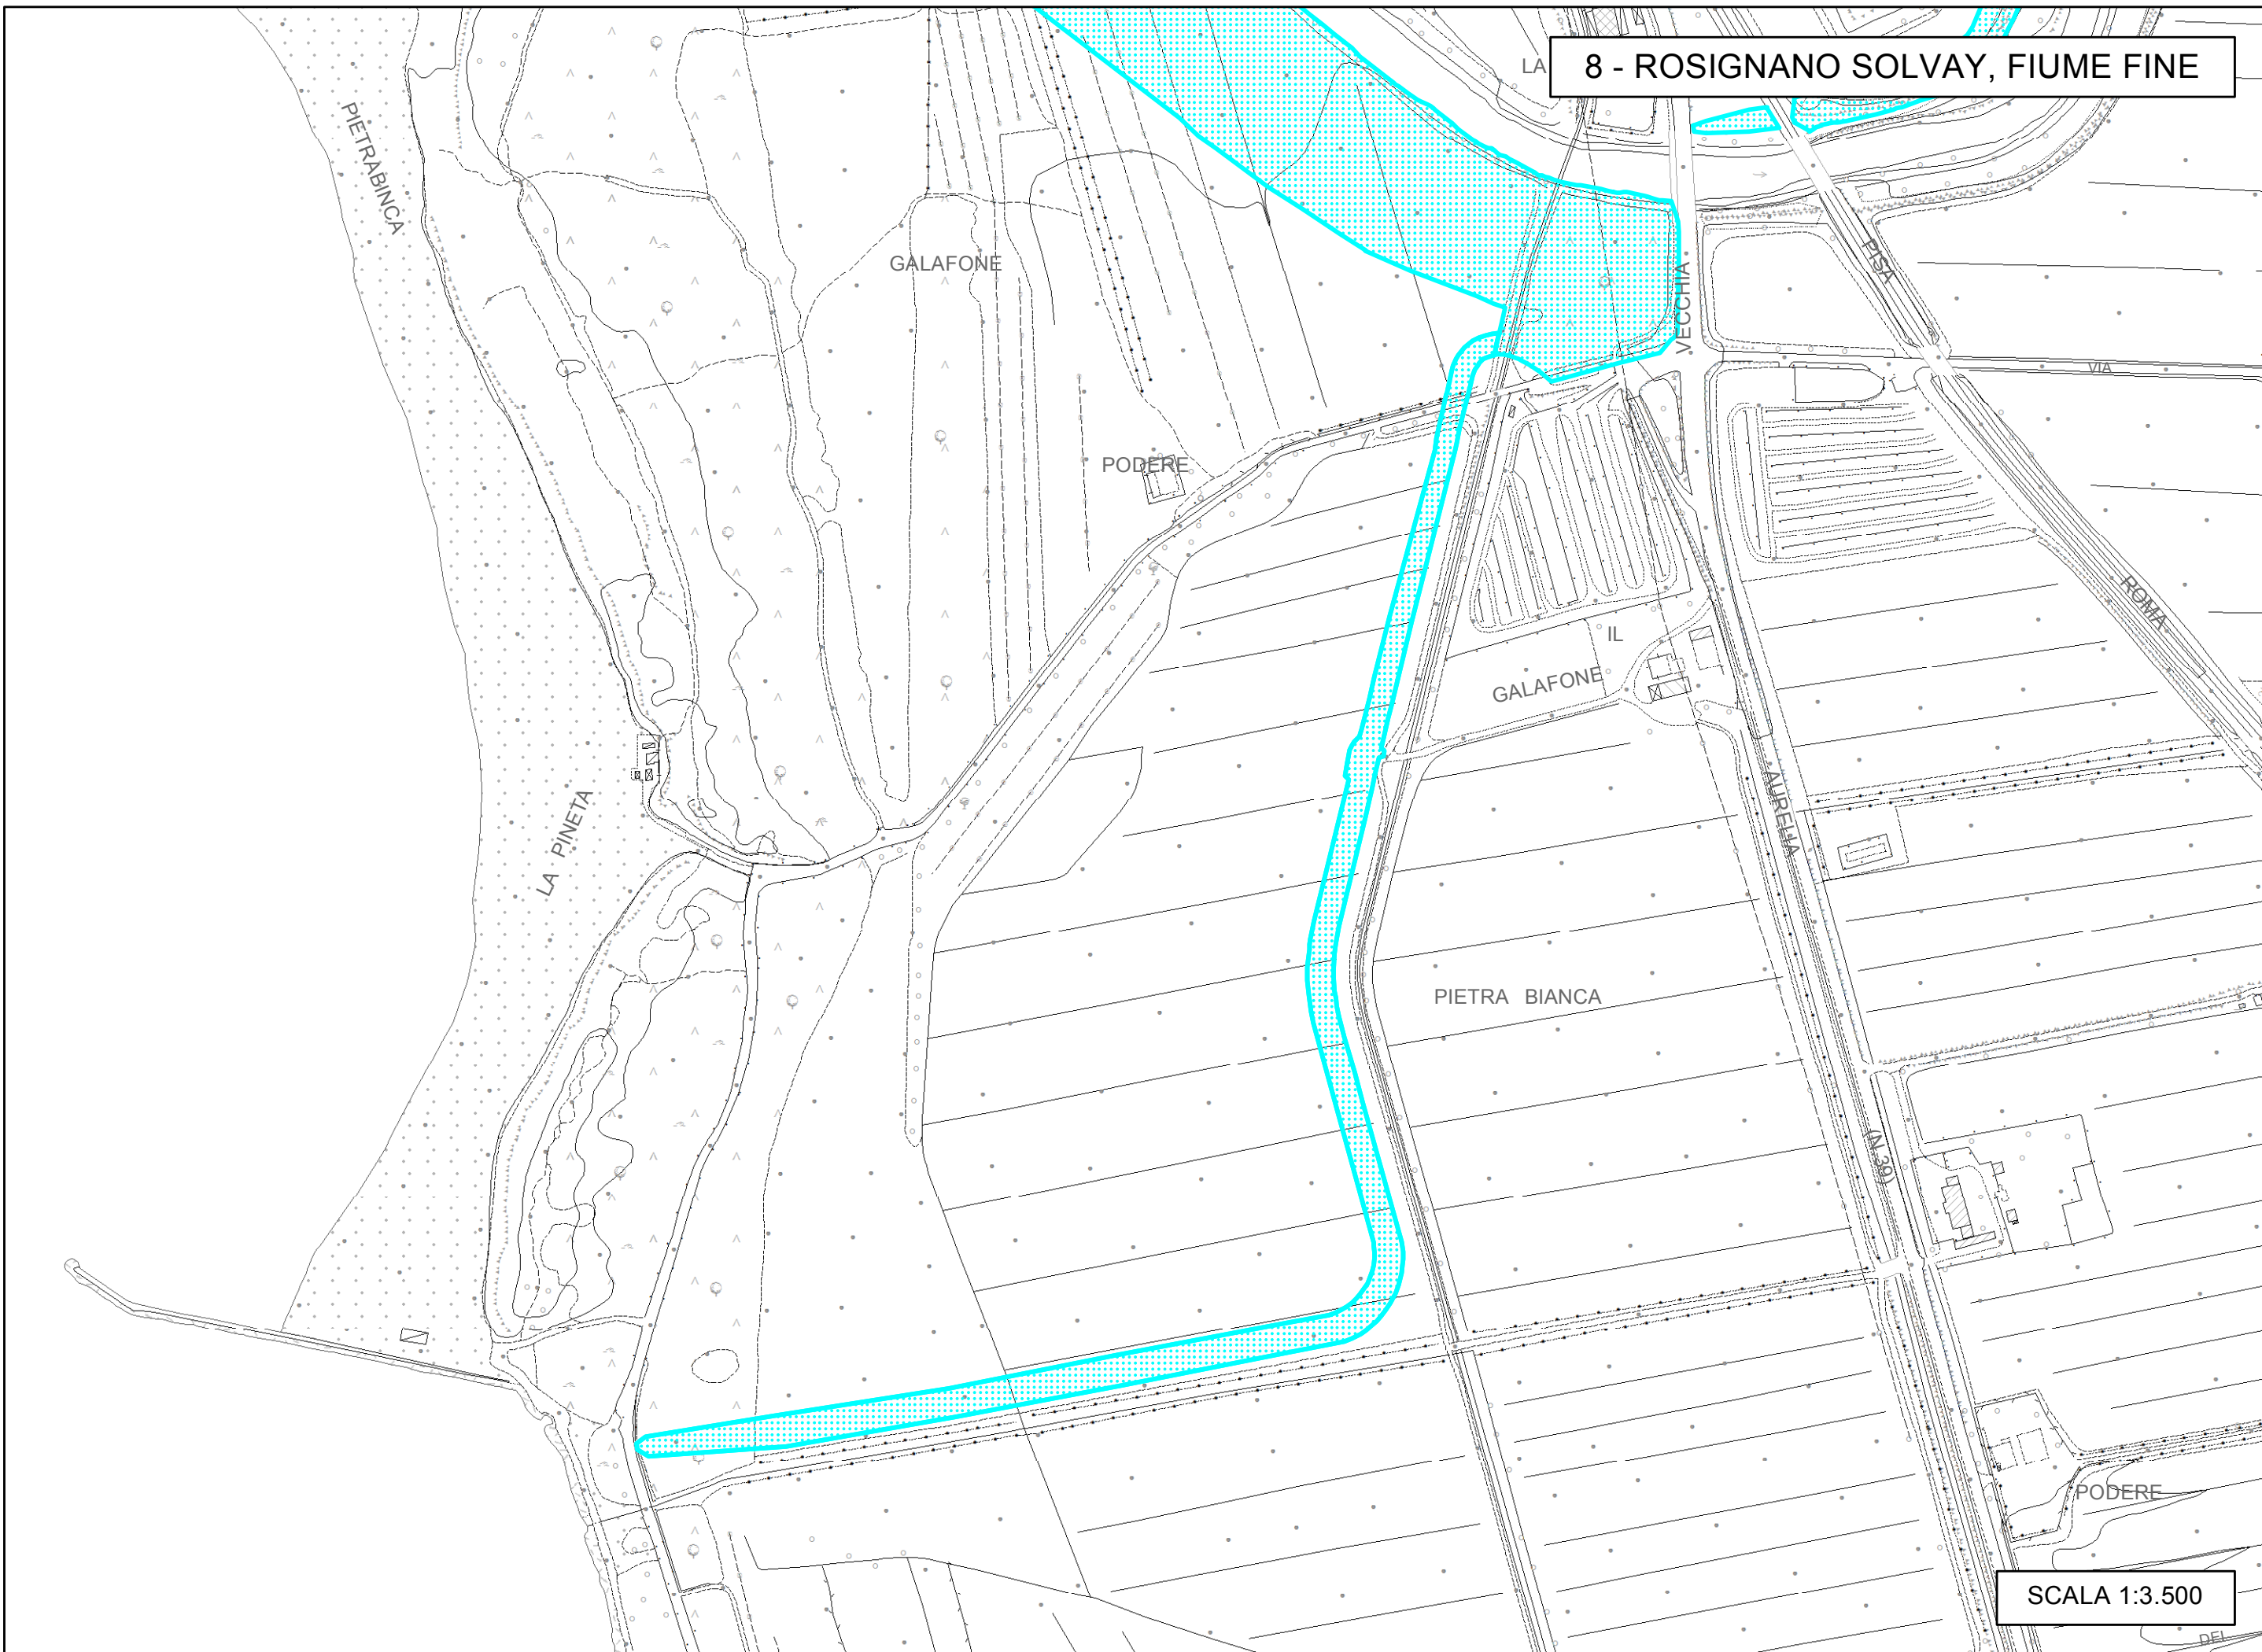 8 - ROSIGNANO SOLVAY, FIUME FINE
LA
PIETRABINCA
GALAFONE
VECCHIA
PISA
VIA
PODERE
ROMA
IL
GALAFONE
LA PINETA
AURELIA
PIETRA BIANCA
(N.39)
PODERE
SCALA 1:3.500
DEL